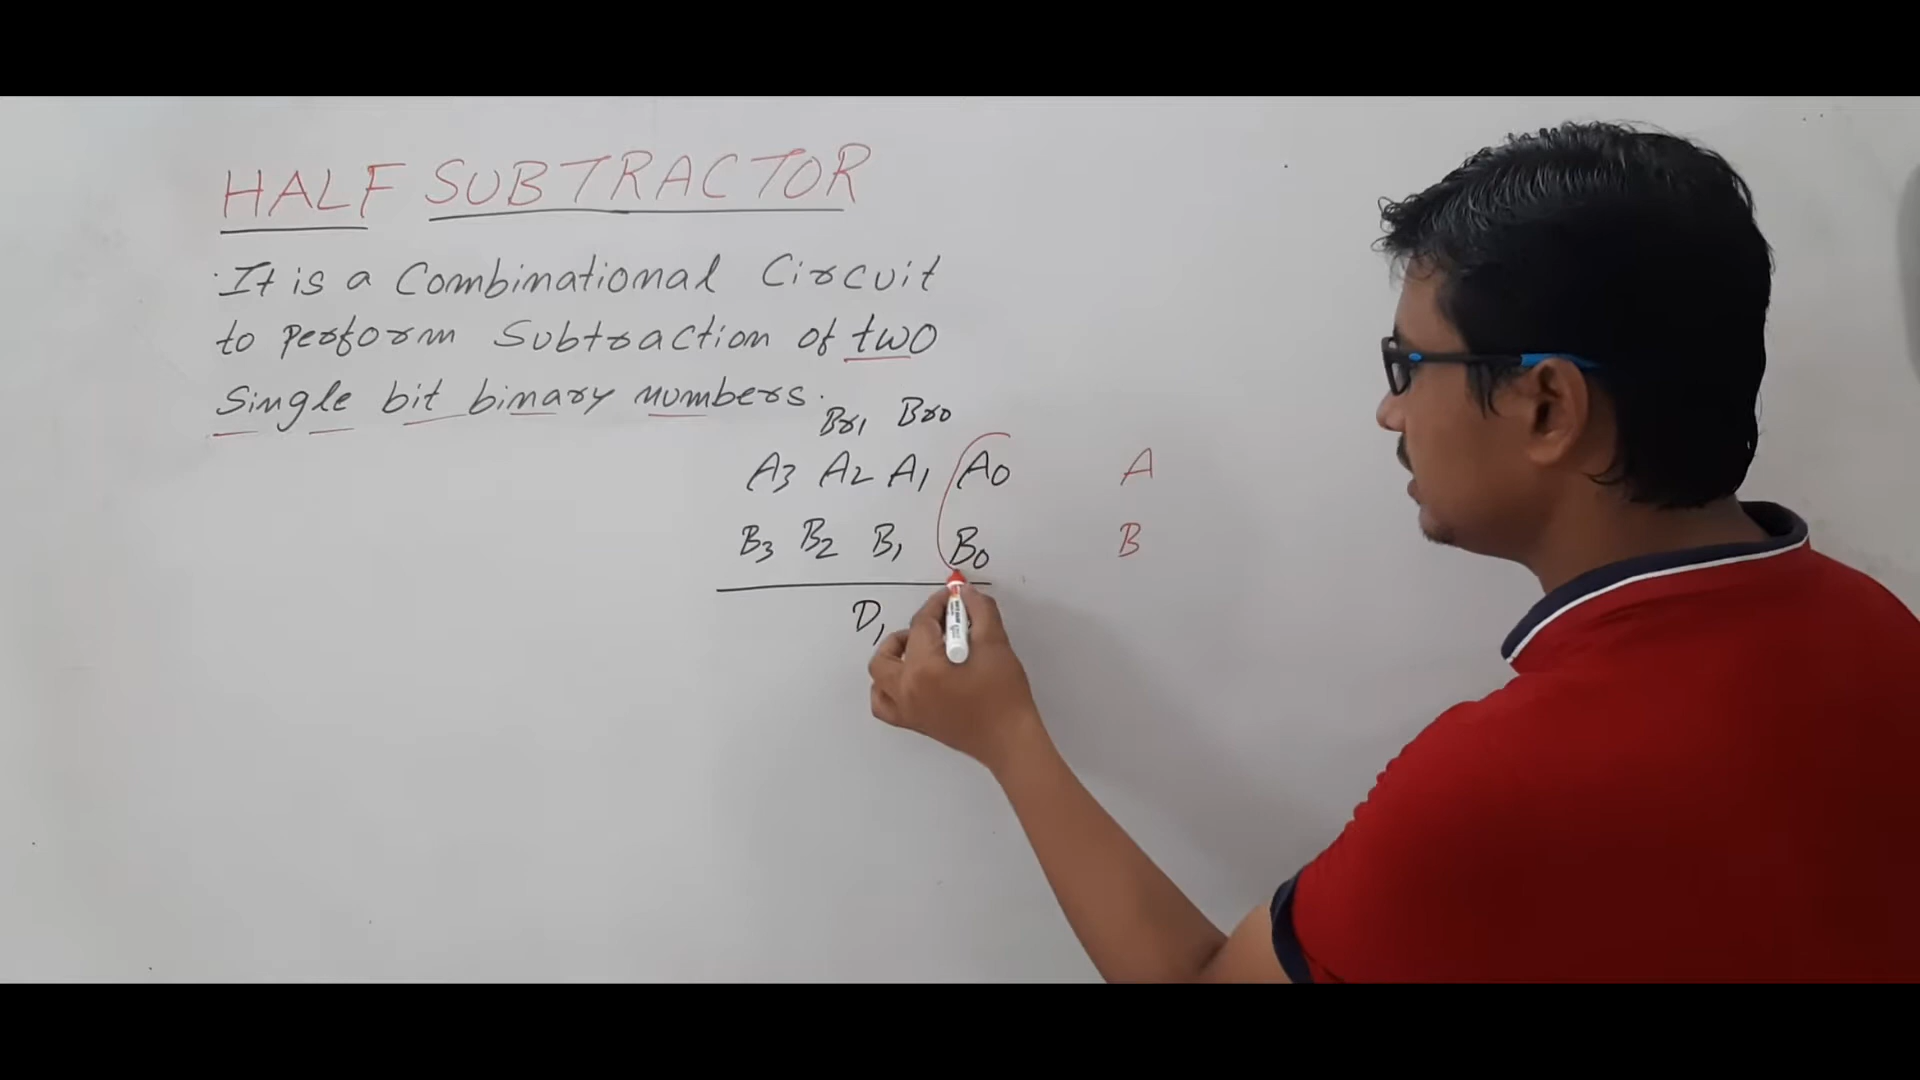 HALF SUBTRACTOR
It is a Combinational Circuit
to perform Subtraction of two
Single bit binary numbers.
Br1 Br0
A3 A2 A1 A0 A
B3 B2 B1 B0 B
D1